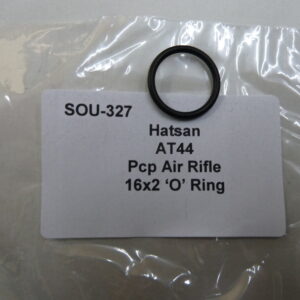 SOU-327
Hatsan
AT44
Pcp Air Rifle
16x2 ‘O’ Ring